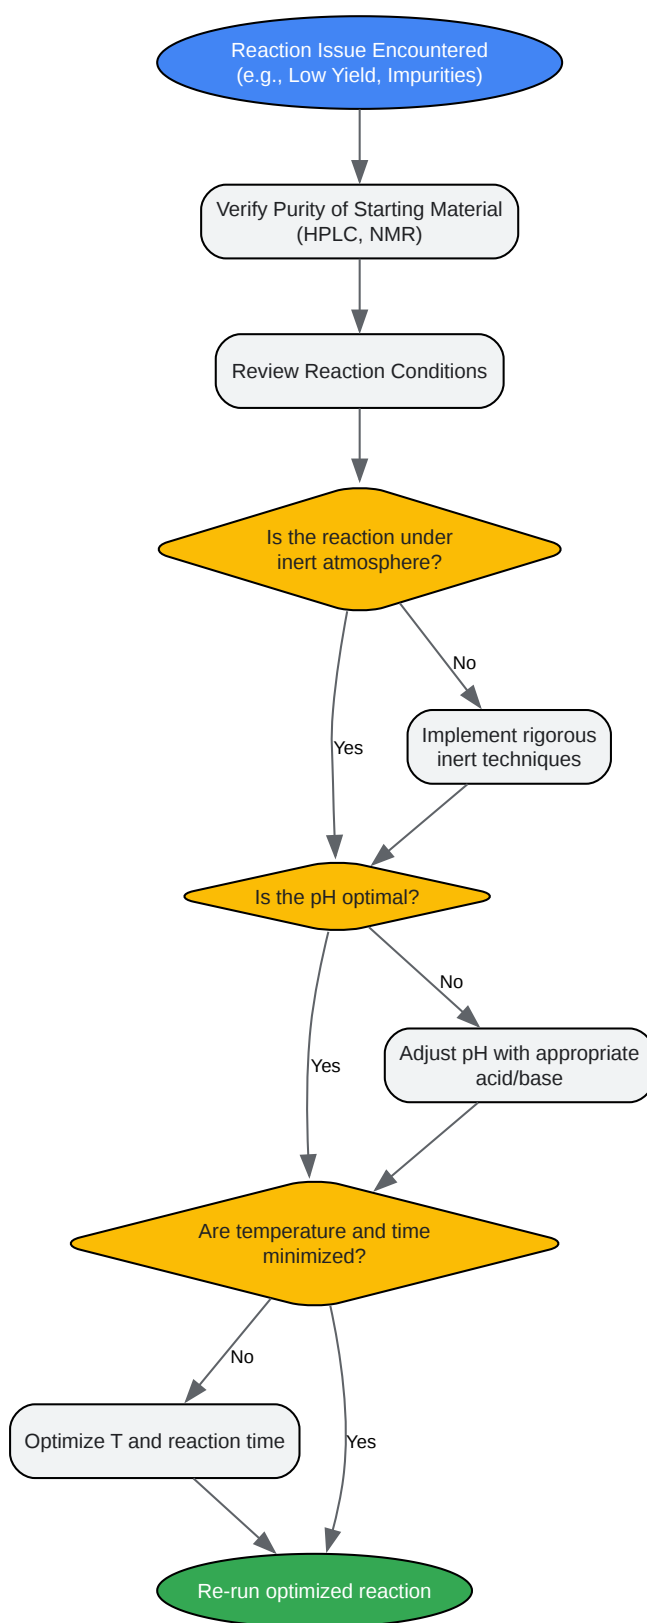 Reaction Issue Encountered
(e.g., Low Yield, Impurities)
Verify Purity of Starting Material
(HPLC, NMR)
Review Reaction Conditions
Is the reaction under
inert atmosphere?
No
Implement rigorous
inert techniques
Yes
Is the pH optimal?
No
Adjust pH with appropriate
acid/base
Yes
Are temperature and time
minimized?
No
Optimize T and reaction time
Yes
Re-run optimized reaction